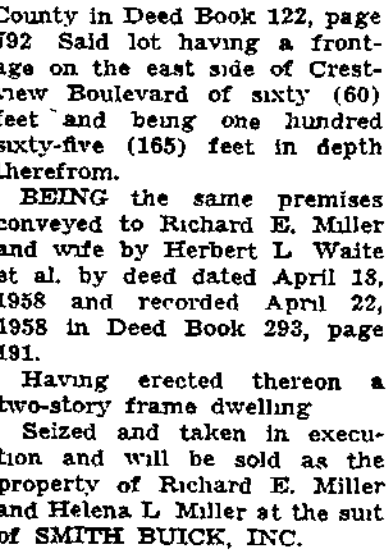 County in Deed Book 122, page
592 Said lot having a front-
age on the east side of Crest-
view Boulevard of sixty (60)
feet and being one hundred
sixty-five (165) feet in depth
therefrom.
BEING the same premises
conveyed to Richard E. Miller
and wife by Herbert L Waite
et al. by deed dated April 18,
1958 and recorded April 22,
1958 in Deed Book 293, page
491.
Having erected thereon a
two-story frame dwelling
Seized and taken in execu-
tion and will be sold as the
property of Richard E. Miller
and Helena L Miller at the suit
of SMITH BUICK, INC.